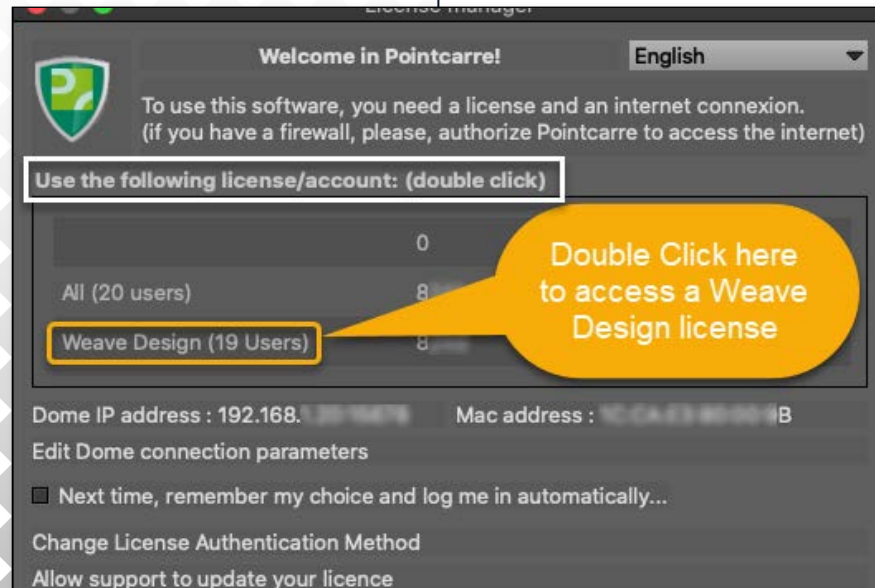 License manager
Welcome in Pointcarre!
English
To use this software, you need a license and an internet connexion.
(if you have a firewall, please, authorize Pointcarre to access the internet)
Use the following license/account: (double click)
0
All (20 users)
8
Weave Design (19 Users)
8
Double Click here
to access a Weave
Design license
Dome IP address : 192.168.
Mac address :
B
Edit Dome connection parameters
Next time, remember my choice and log me in automatically...
Change License Authentication Method
Allow support to update your licence